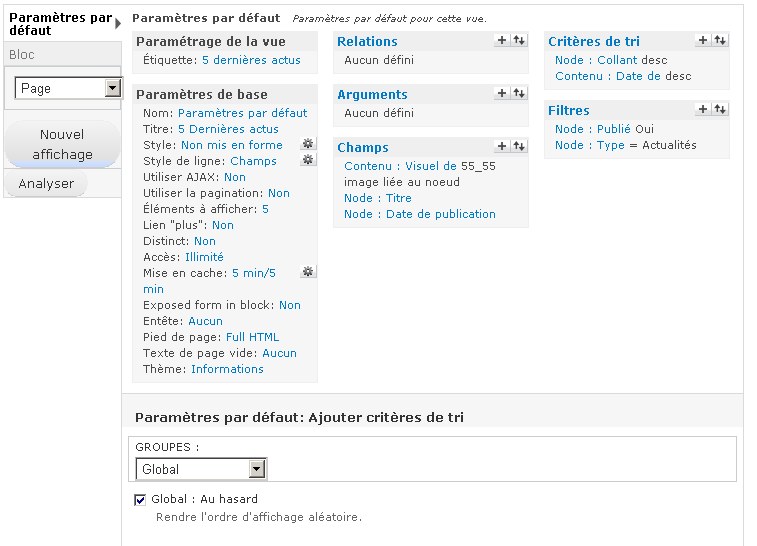 Paramètres par défaut
Bloc
Page
Nouvel affichage
Analyser
Paramètres par défaut Paramètres par défaut pour cette vue.
Paramétrage de la vue
Étiquette: 5 dernières actus
Paramètres de base
Nom: Paramètres par défaut
Titre: 5 Dernières actus
Style: Non mis en forme
Style de ligne: Champs
Utiliser AJAX: Non
Utiliser la pagination: Non
Éléments à afficher: 5
Lien "plus": Non
Distinct: Non
Accès: Illimité
Mise en cache: 5 min/5
min
Exposed form in block: Non
Entête: Aucun
Pied de page: Full HTML
Texte de page vide: Aucun
Thème: Informations
Relations
Aucun défini
Arguments
Aucun défini
Champs
Contenu : Visuel de 55_55
image liée au noeud
Node : Titre
Node : Date de publication
Critères de tri
Node : Collant desc
Contenu : Date de desc
Filtres
Node : Publié Oui
Node : Type = Actualités
Paramètres par défaut: Ajouter critères de tri
GROUPES :
Global
Global : Au hasard
Rendre l'ordre d'affichage aléatoire.